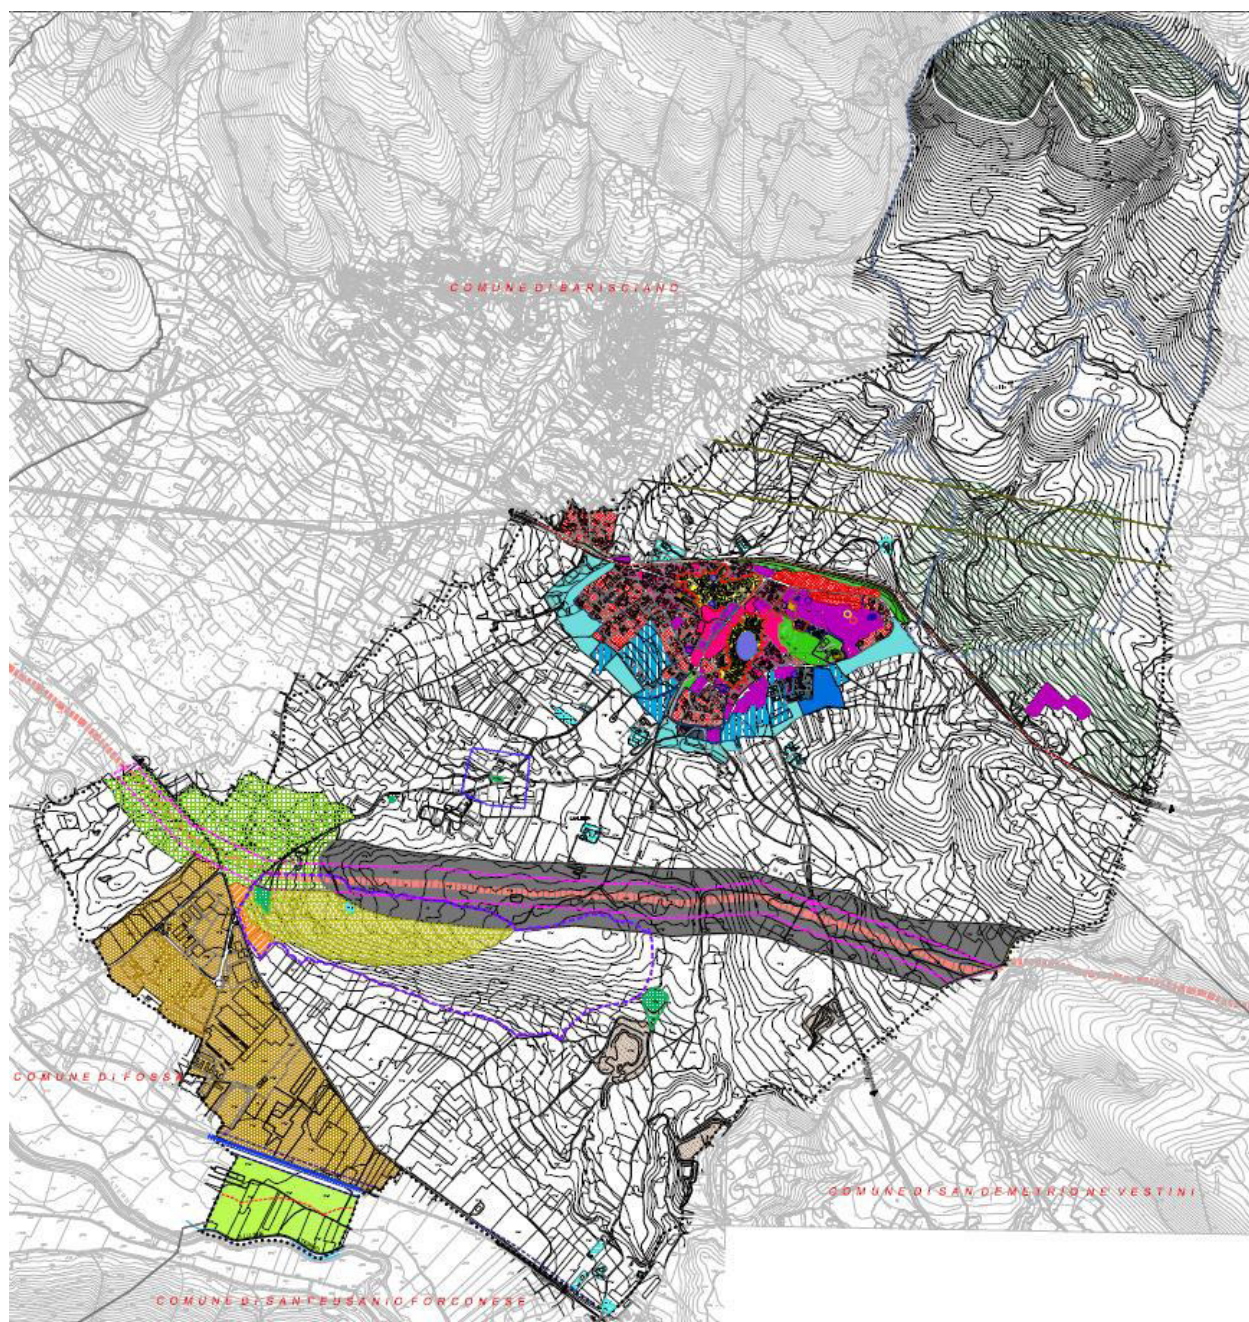 COMUNE DI BARISCIANO
COMUNE DI FOSSA
COMUNE DI SAN DEMETRIO NE VESTINI
COMUNE DI SANT'EUSANIO FORCONESE